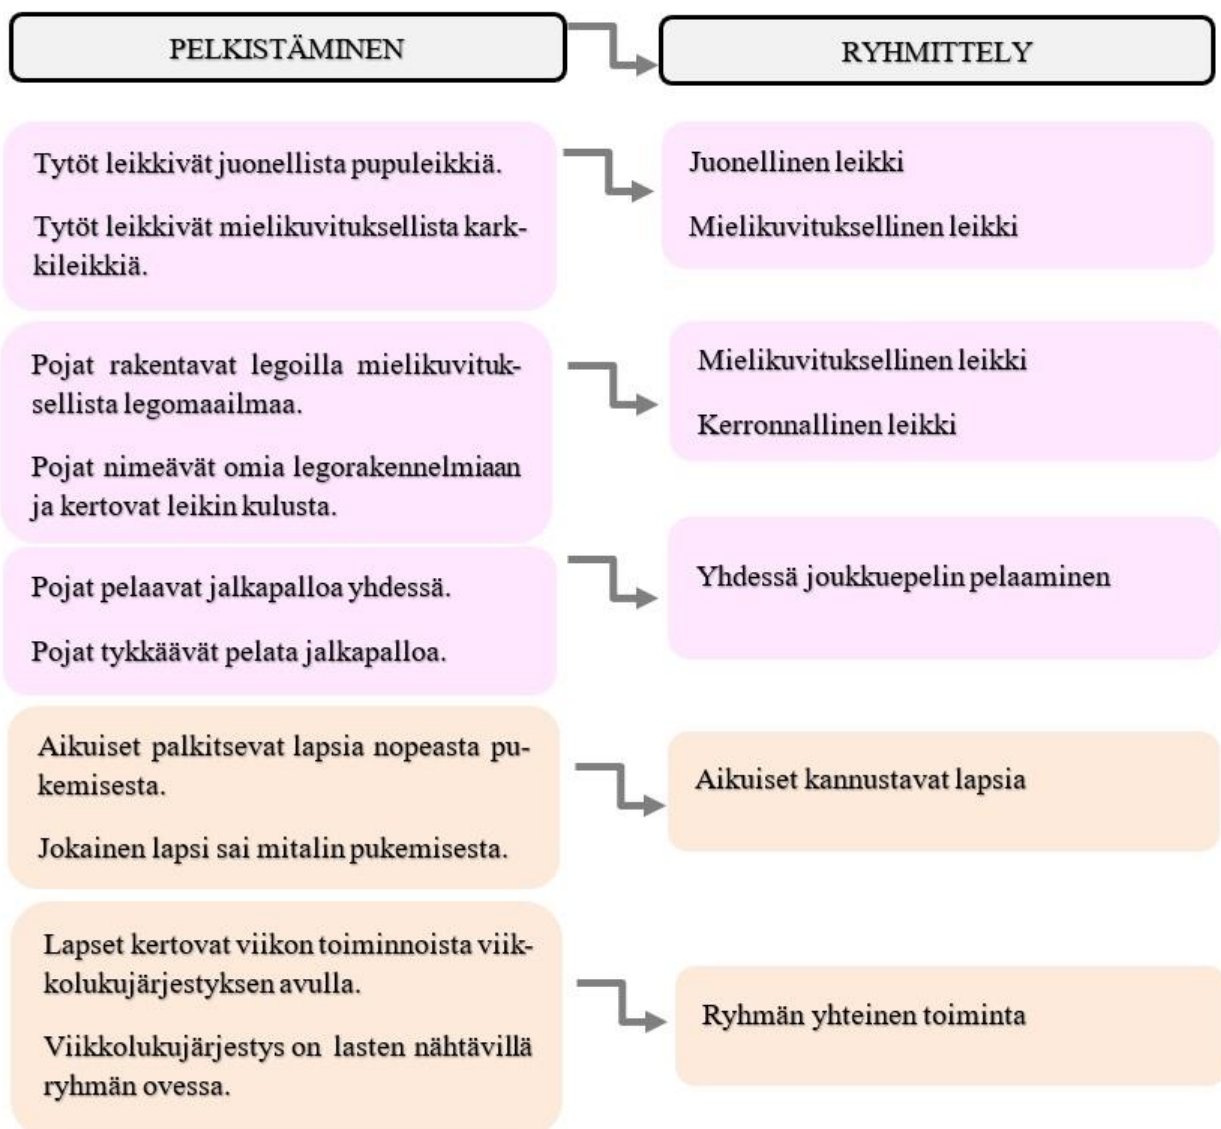 PELKISTÄMINEN
RYHMITTELY
Tytöt leikkivät juonellista pupuleikkiä.
Tytöt leikkivät mielikuvituksellista kark-
kileikkiä.
Juonellinen leikki
Mielikuvituksellinen leikki
Pojat rakentavat legoilla mielikuvituk-
sellista legomaailmaa.
Pojat nimeävät omia legorakennelmiaan
ja kertovat leikin kulusta.
Mielikuvituksellinen leikki
Kerronnallinen leikki
Pojat pelaavat jalkapalloa yhdessä.
Pojat tykkäävät pelata jalkapalloa.
Yhdessä joukkuepelin pelaaminen
Aikuiset palkitsevat lapsia nopeasta pu-
kemisesta.
Jokainen lapsi sai mitalin pukemisesta.
Aikuiset kannustavat lapsia
Lapset kertovat viikon toiminnoista viik-
kolukujärjestyksen avulla.
Viikkolukujärjestys on lasten nähtävillä
ryhmän ovessa.
Ryhmän yhteinen toiminta